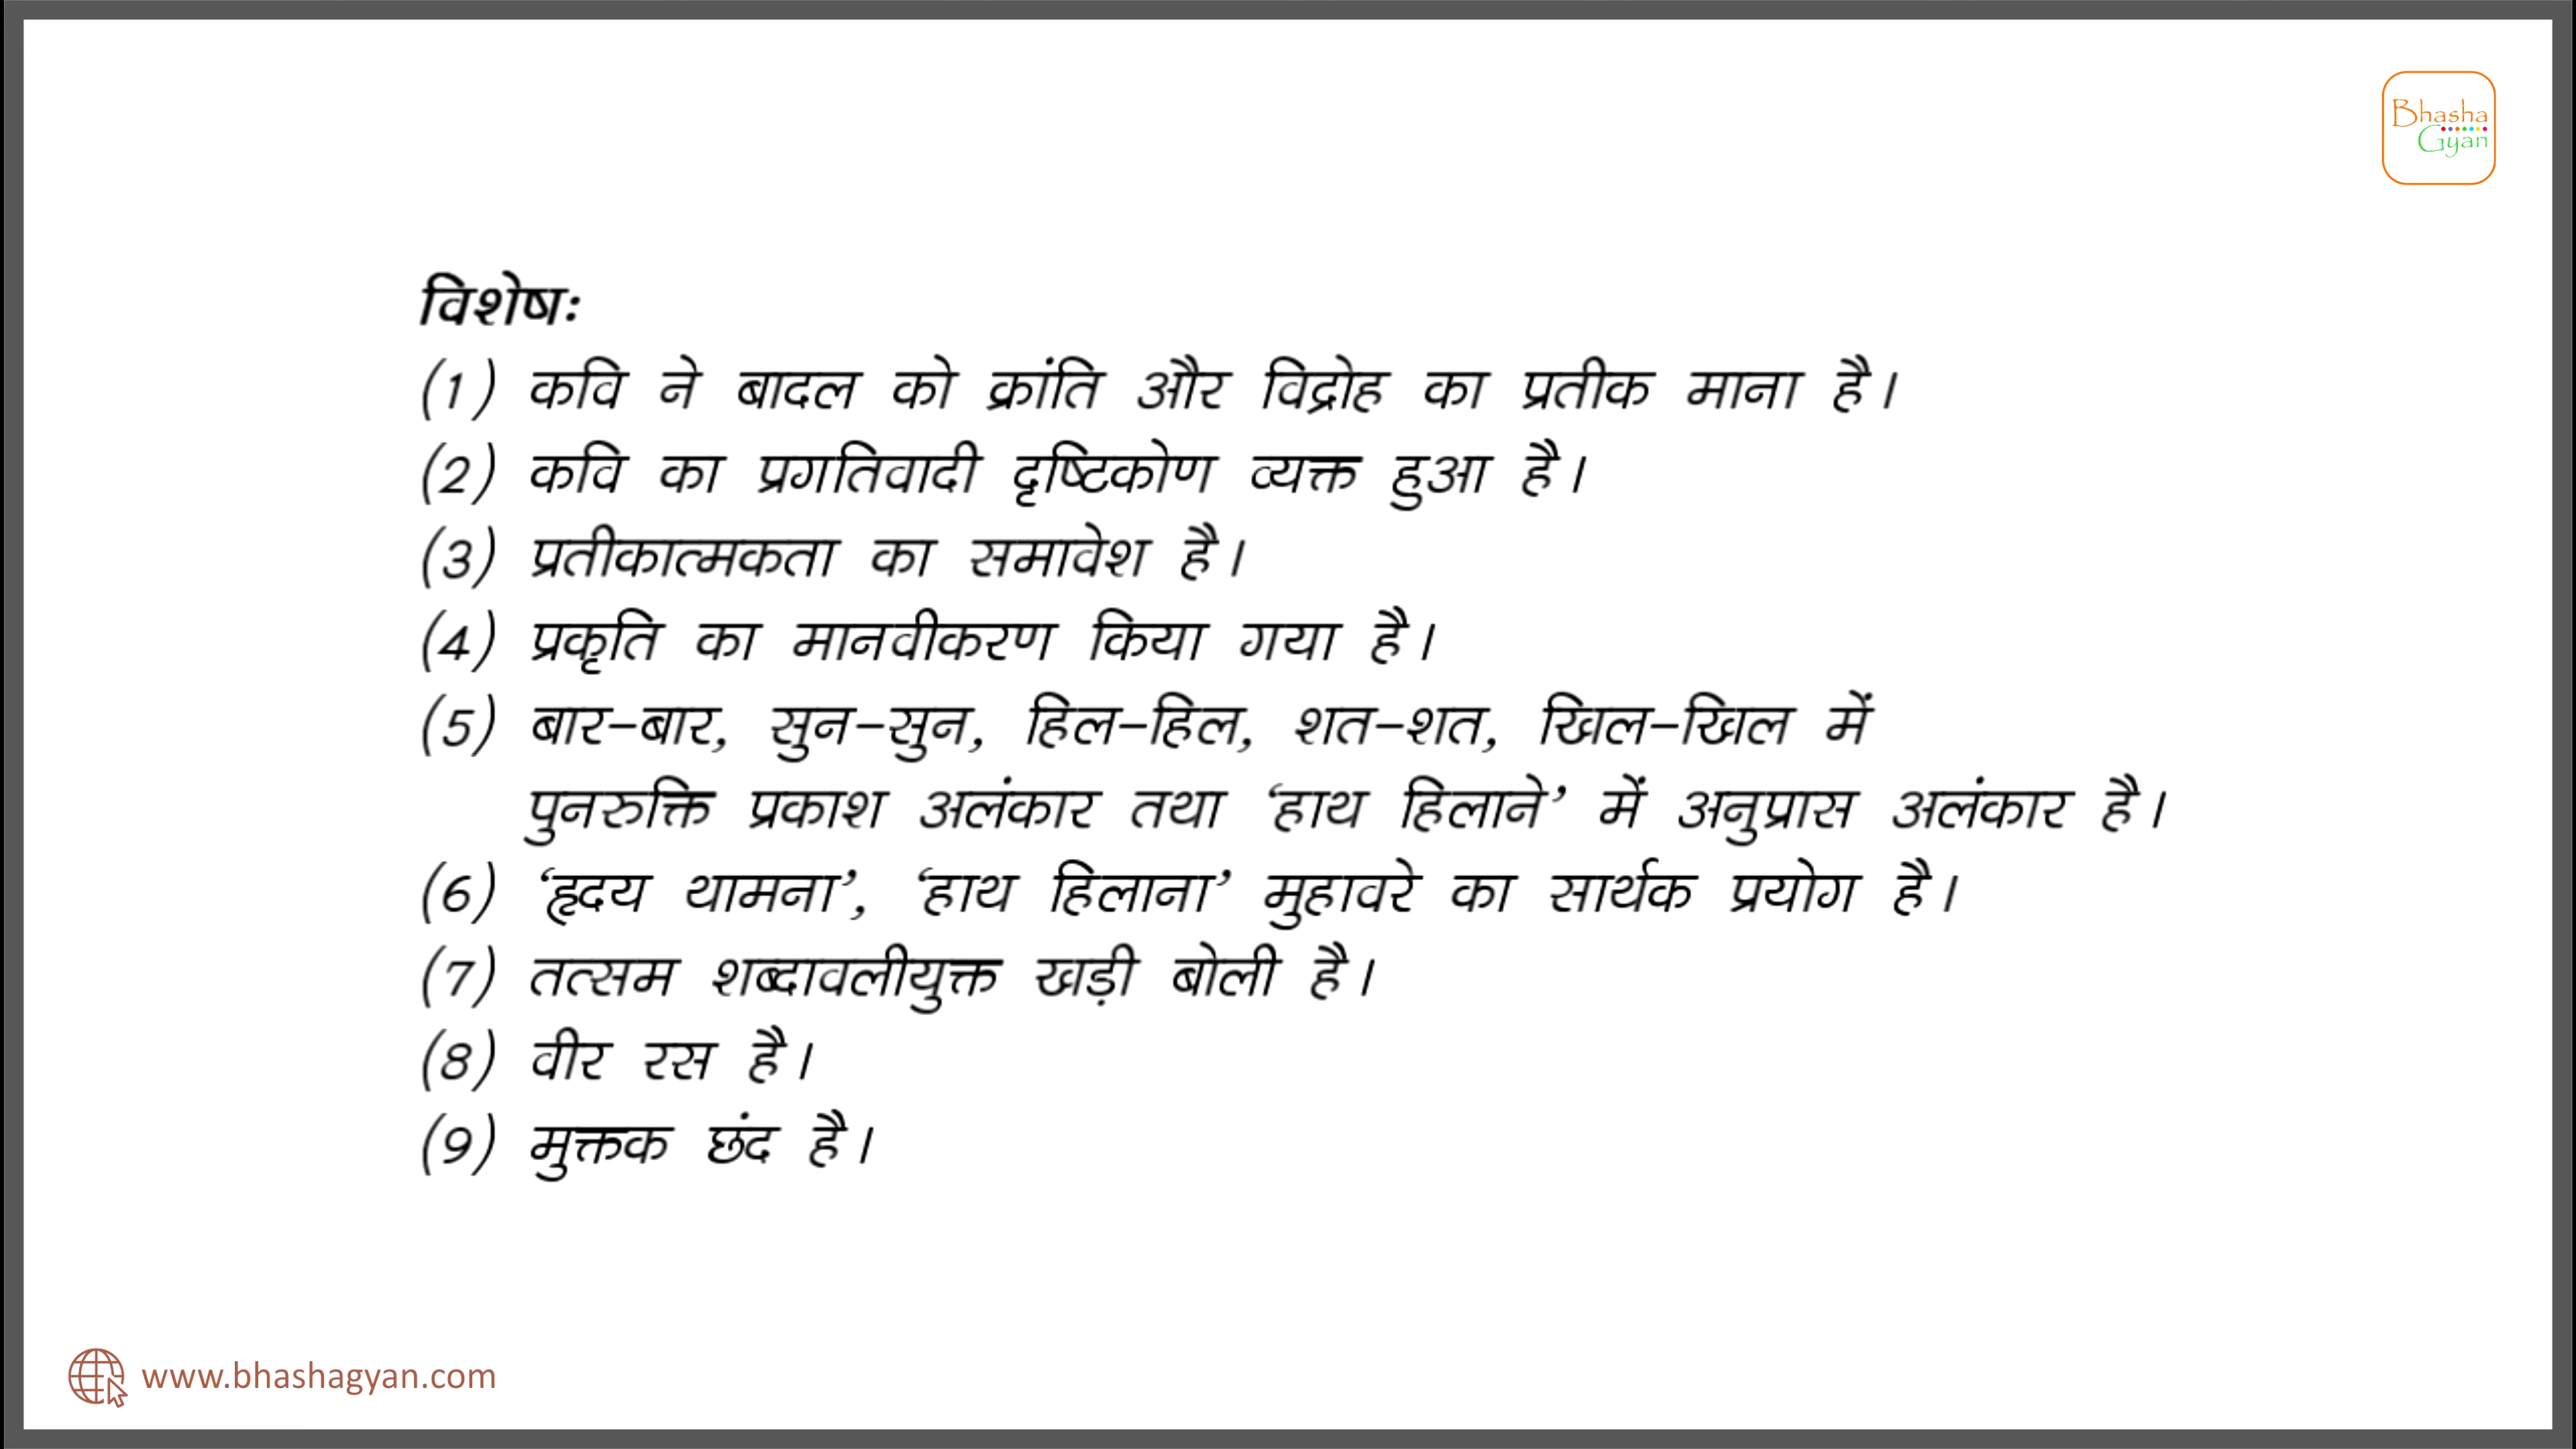 Bhasha
Gyan
विशेषः
(1) कवि ने बादल को क्रांति और विद्रोह का प्रतीक माना है।
(2) कवि का प्रगतिवादी दृष्टिकोण व्यक्त हुआ है।
(3) प्रतीकात्मकता का समावेश है।
(4) प्रकृति का मानवीकरण किया गया है।
(5) बार-बार, सुन-सुन, हिल-हिल, शत-शत, खिल-खिल में
पुनरुक्ति प्रकाश अलंकार तथा ‘हाथ हिलाने’ में अनुप्रास अलंकार है।
(6) ‘हृदय थामना’, ‘हाथ हिलाना’ मुहावरे का सार्थक प्रयोग है।
(7) तत्सम शब्दावलीयुक्त खड़ी बोली है।
(8) वीर रस है।
(9) मुक्तक छंद है।
www.bhashagyan.com